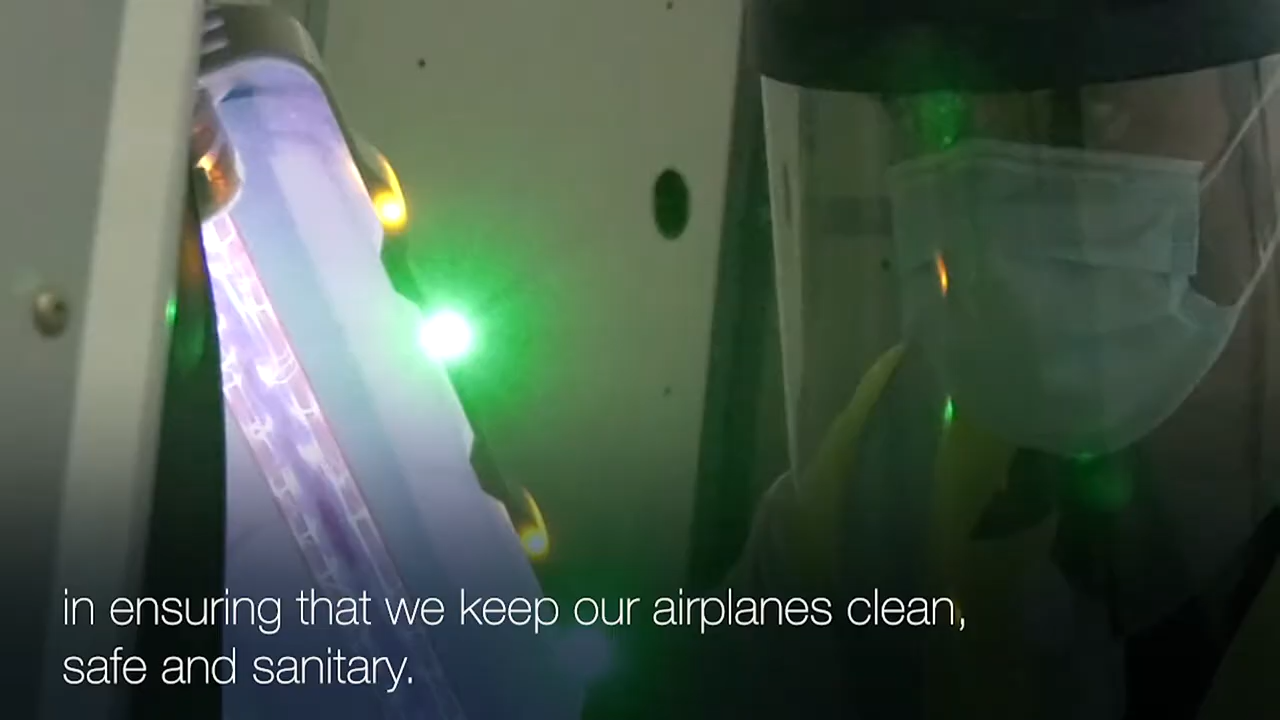 in ensuring that we keep our airplanes clean,
safe and sanitary.